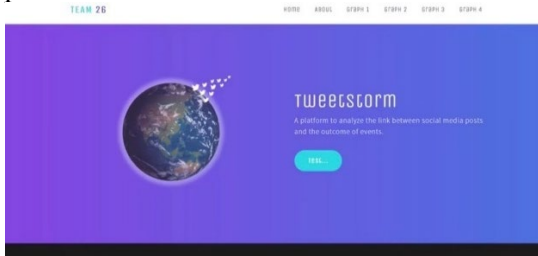 TEAM 26
HOME ABOUT GRAPH 1 GRAPH 2 GRAPH 3 GRAPH 4
Tweetstorm
A platform to analyze the link between social media posts
and the outcome of events.
TEST...